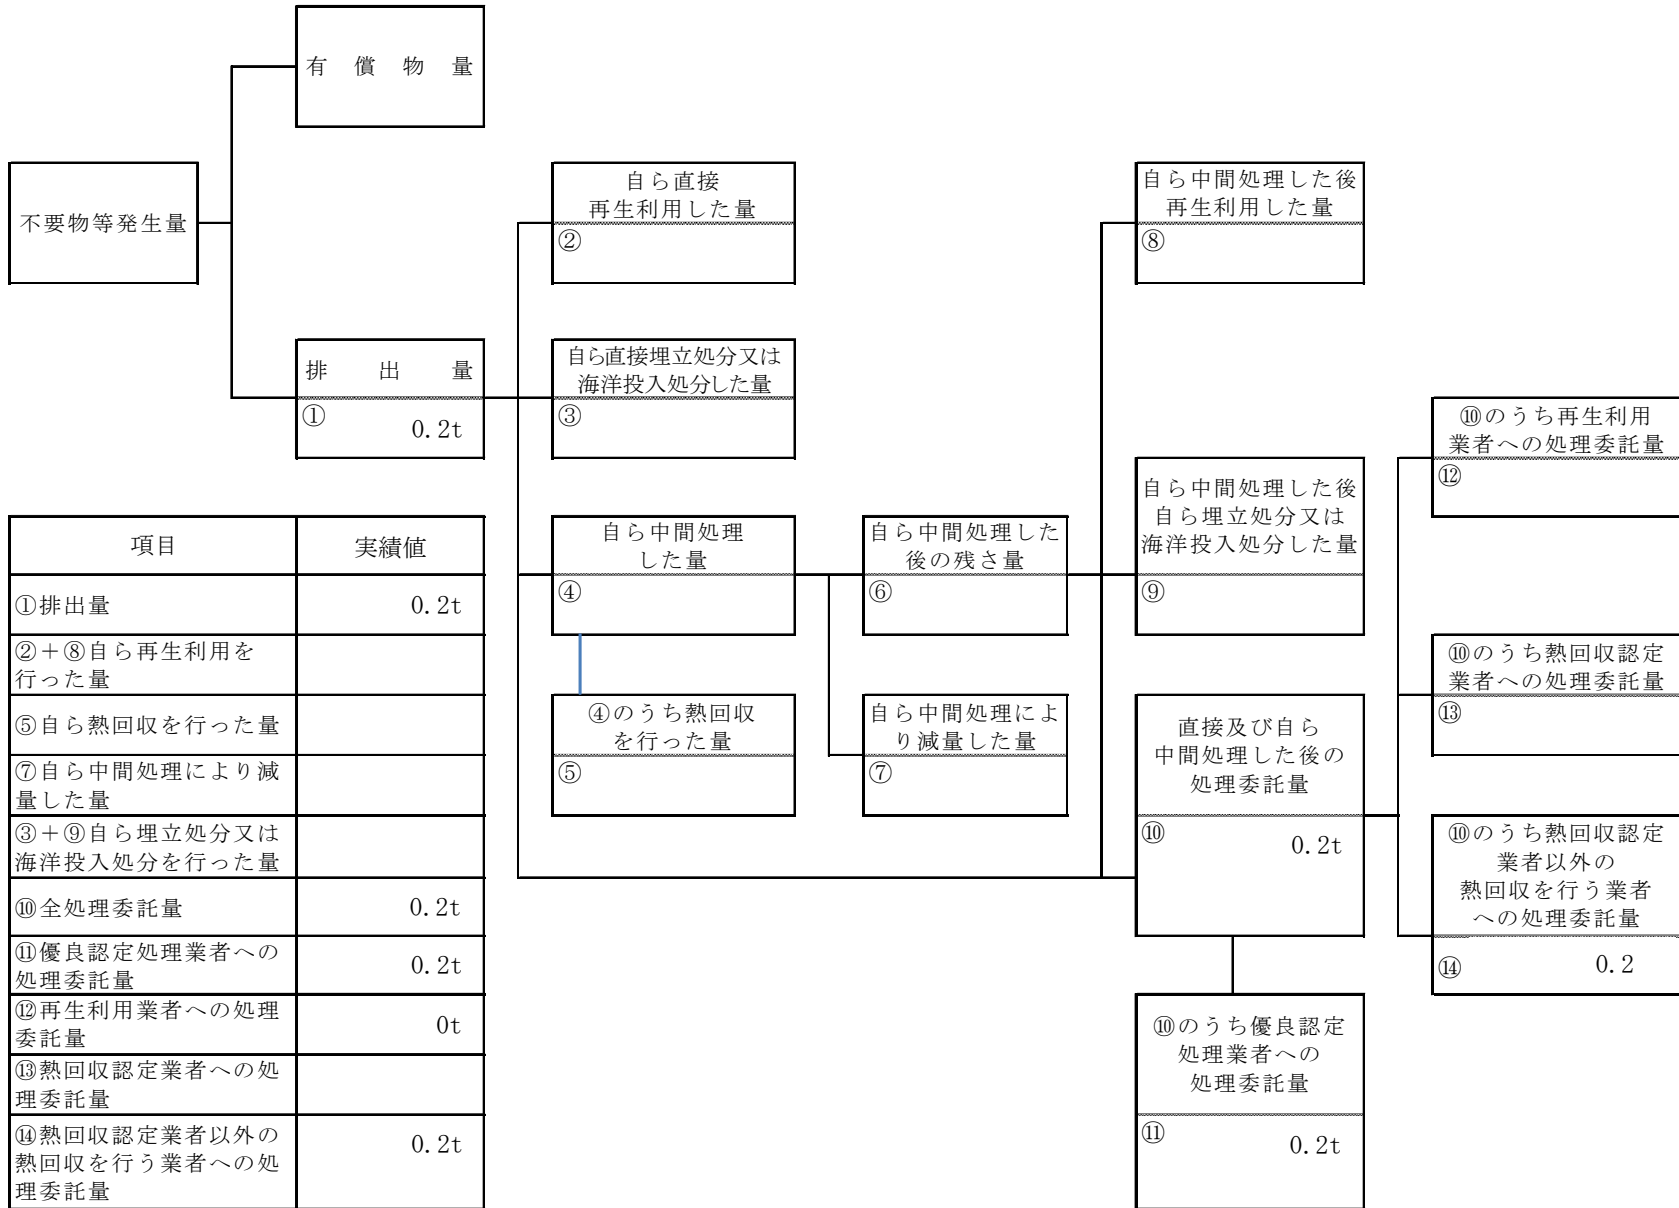 有償物量
不要物等発生量
排出量
①
0.2t
自ら直接
再生利用した量
②
自ら直接埋立処分又は
海洋投入処分した量
③
自ら中間処理
した量
④
④のうち熱回収
を行った量
⑤
自ら中間処理した
後の残さ量
⑥
自ら中間処理によ
り減量した量
⑦
自ら中間処理した後
再生利用した量
⑧
自ら中間処理した後
自ら埋立処分又は
海洋投入処分した量
⑨
直接及び自ら
中間処理した後の
処理委託量
⑩
0.2t
⑩のうち優良認定
処理業者への
処理委託量
⑪
0.2t
⑩のうち再生利用
業者への処理委託量
⑫
⑩のうち熱回収認定
業者への処理委託量
⑬
⑩のうち熱回収認定
業者以外の
熱回収を行う業者
への処理委託量
⑭
0.2
項目 実績値
①排出量 0.2t
②+⑧自ら再生利用を
行った量
⑤自ら熱回収を行った量
⑦自ら中間処理により減
量した量
③+⑨自ら埋立処分又は
海洋投入処分を行った量
⑩全処理委託量 0.2t
⑪優良認定処理業者への
処理委託量 0.2t
⑫再生利用業者への処理
委託量 0t
⑬熱回収認定業者への処
理委託量
⑭熱回収認定業者以外の
熱回収を行う業者への処
理委託量 0.2t